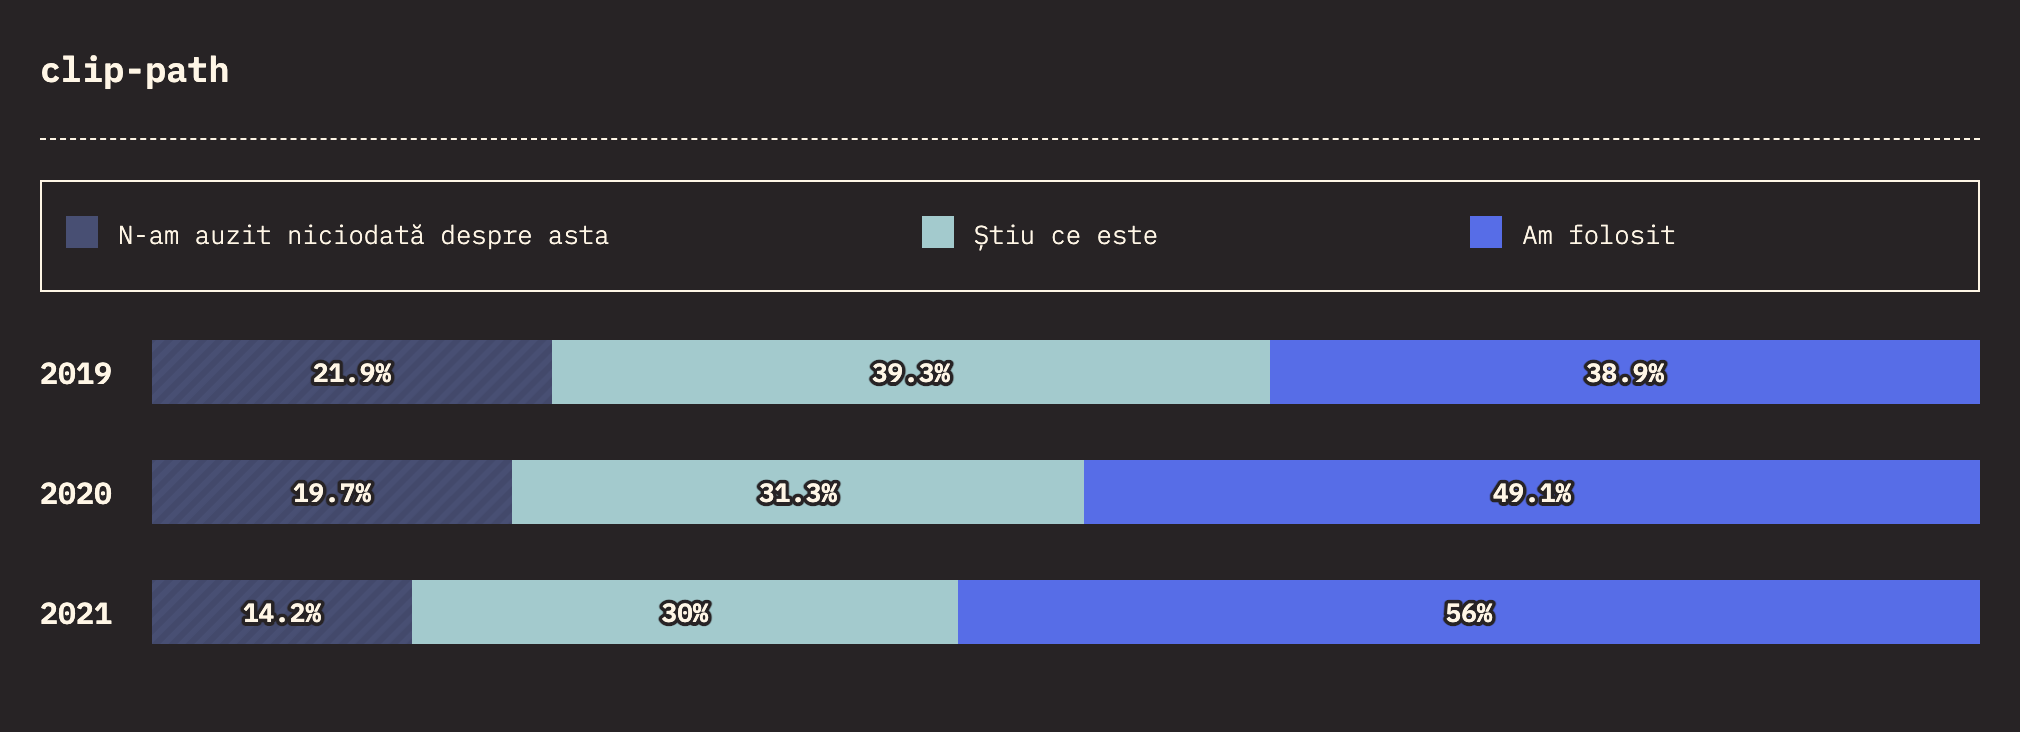 clip-path
N-am auzit niciodată despre asta
Știu ce este
Am folosit
2019 21.9% 39.3% 38.9%
2020 19.7% 31.3% 49.1%
2021 14.2% 30% 56%